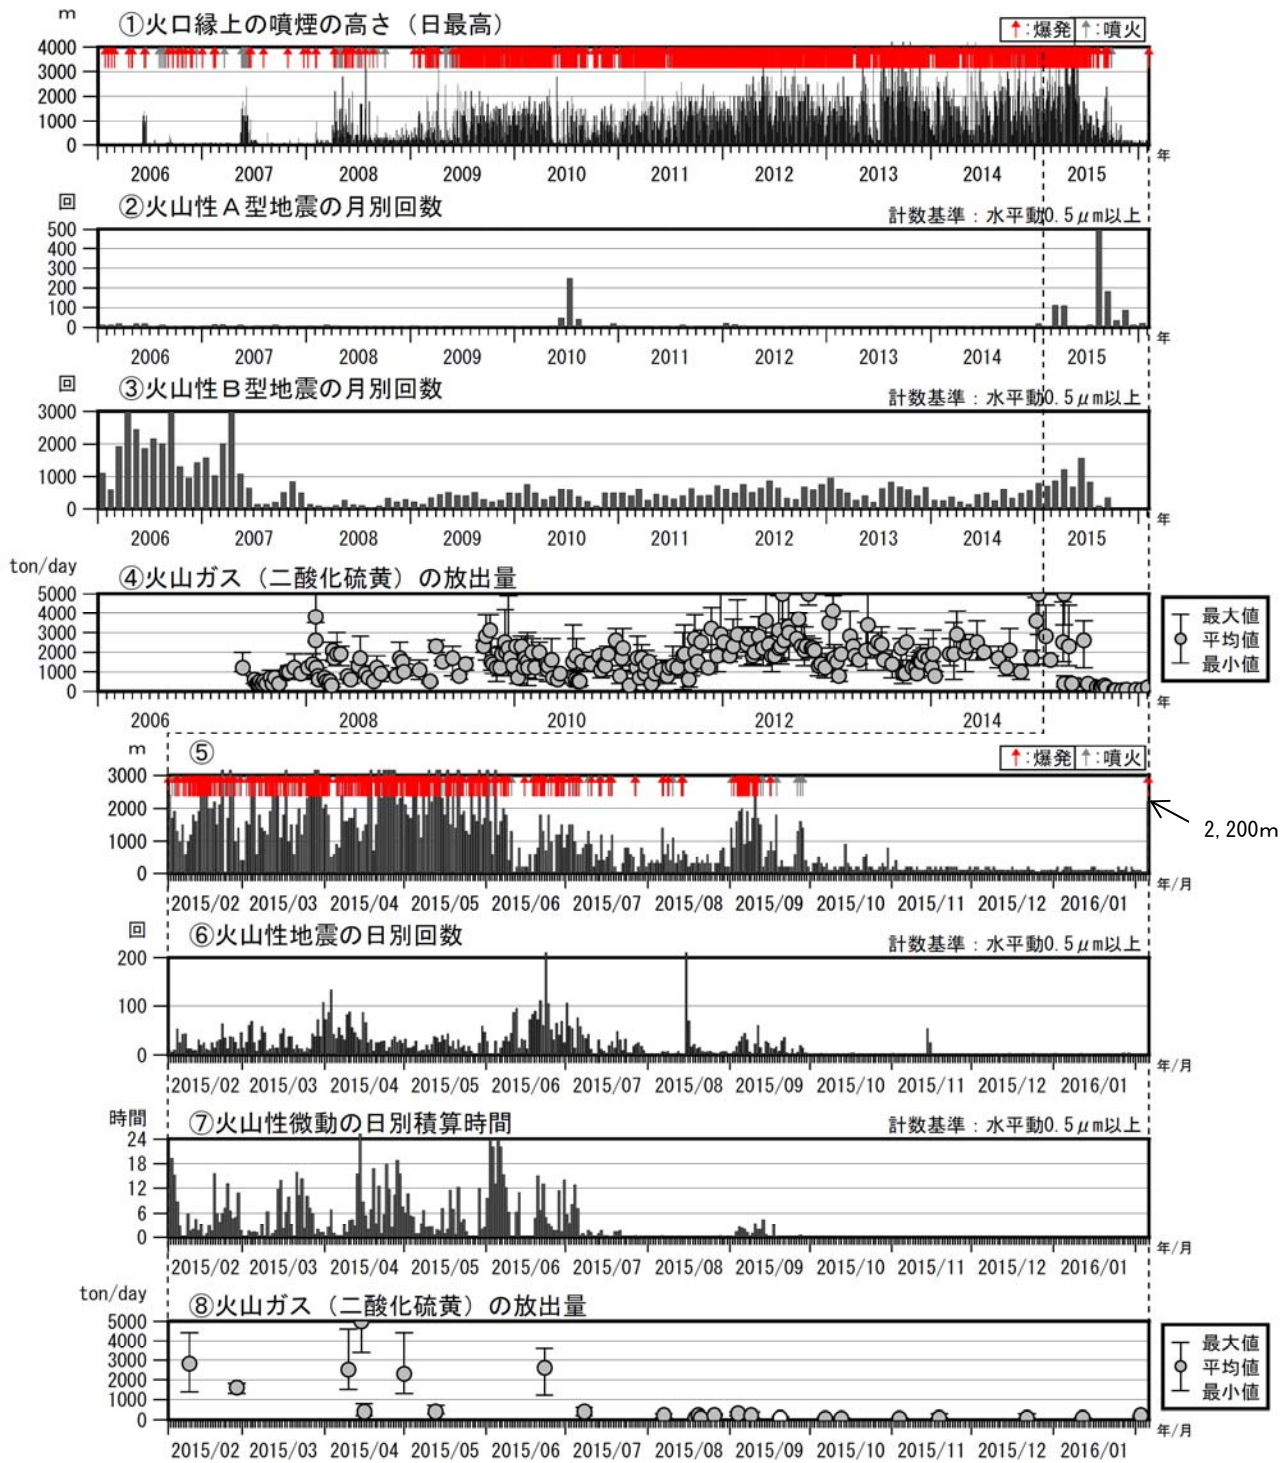 m
①火口縁上の噴煙の高さ（日最高）
↑:爆発 ↑:噴火
4000
3000
2000
1000
0
2006 2007 2008 2009 2010 2011 2012 2013 2014 2015
年
回
②火山性Ａ型地震の月別回数
計数基準：水平動0.5μm以上
500
400
300
200
100
0
2006 2007 2008 2009 2010 2011 2012 2013 2014 2015
年
回
③火山性Ｂ型地震の月別回数
計数基準：水平動0.5μm以上
3000
2000
1000
0
2006 2007 2008 2009 2010 2011 2012 2013 2014 2015
年
ton/day
④火山ガス（二酸化硫黄）の放出量
5000
4000
3000
2000
1000
0
2006 2008 2010 2012 2014
年
最大値
平均値
最小値
m
⑤
↑:爆発 ↑:噴火
3000
2000
1000
0
2,200m
2015/02 2015/03 2015/04 2015/05 2015/06 2015/07 2015/08 2015/09 2015/10 2015/11 2015/12 2016/01
年/月
回
⑥火山性地震の日別回数
計数基準：水平動0.5μm以上
200
100
0
2015/02 2015/03 2015/04 2015/05 2015/06 2015/07 2015/08 2015/09 2015/10 2015/11 2015/12 2016/01
年/月
時間
⑦火山性微動の日別積算時間
計数基準：水平動0.5μm以上
24
18
12
6
0
2015/02 2015/03 2015/04 2015/05 2015/06 2015/07 2015/08 2015/09 2015/10 2015/11 2015/12 2016/01
年/月
ton/day
⑧火山ガス（二酸化硫黄）の放出量
5000
4000
3000
2000
1000
0
2015/02 2015/03 2015/04 2015/05 2015/06 2015/07 2015/08 2015/09 2015/10 2015/11 2015/12 2016/01
年/月
最大値
平均値
最小値